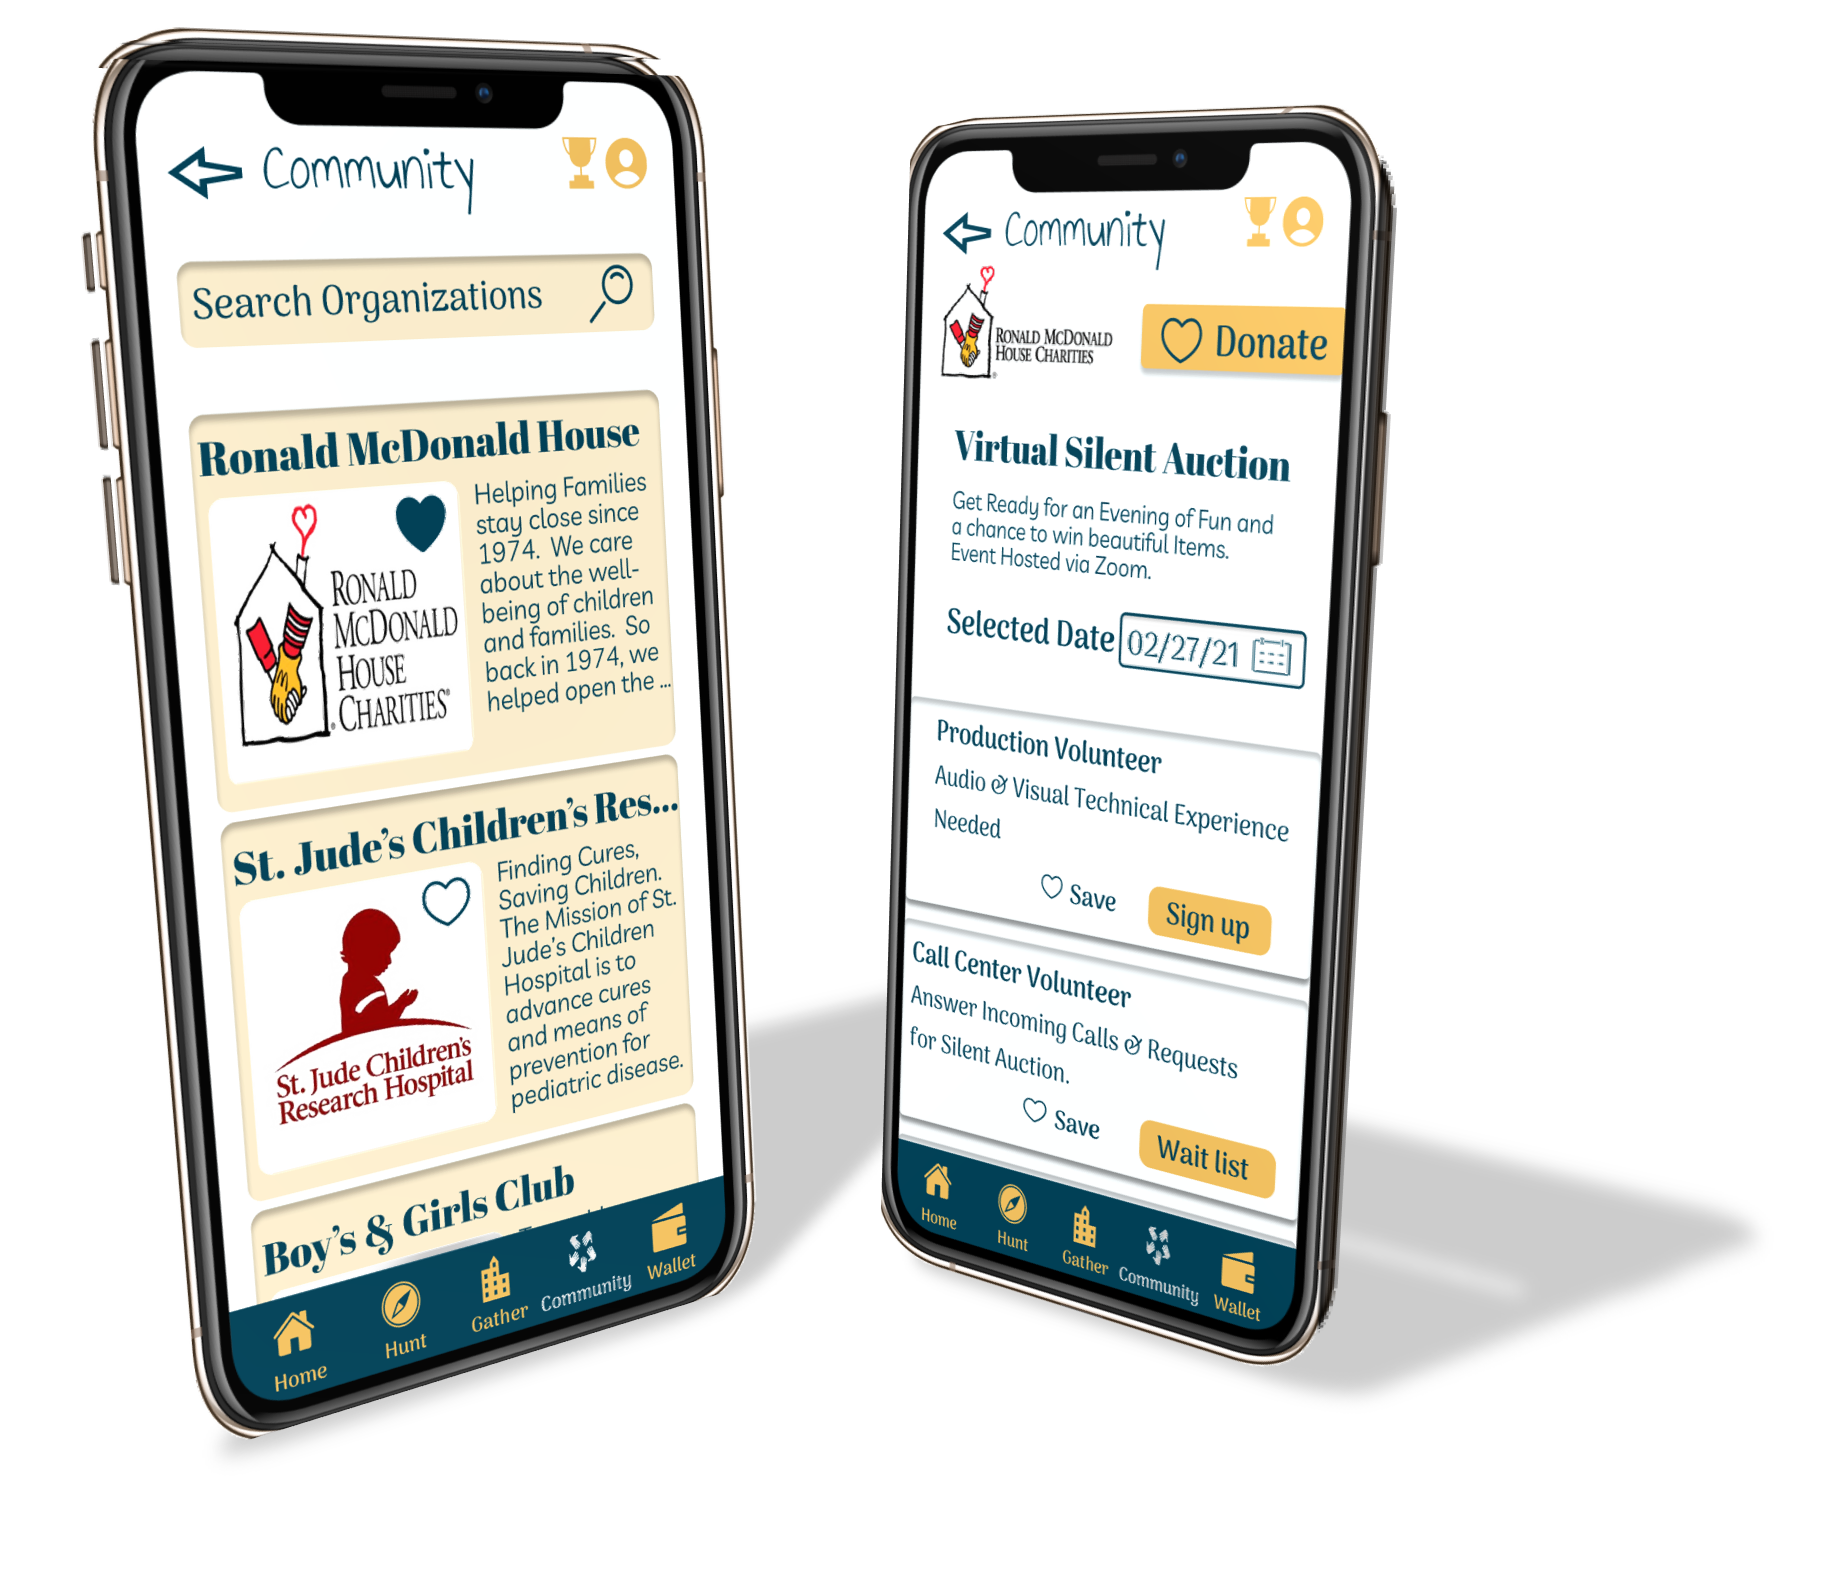 Community
Search Organizations
Ronald McDonald House
RONALD
MCDONALD
HOUSE
CHARITIES®
Helping Families
stay close since
1974. We care
about the well-
being of children
and families. So
back in 1974, we
helped open the ...
St. Jude's Children's Res...
St. Jude Children's
Research Hospital
Finding Cures,
Saving Children.
The Mission of St.
Jude's Children
Hospital is to
advance cures
and means of
prevention for
pediatric disease.
Boy's & Girls Club
Home
Hunt
Gather
Community
Wallet
Community
RONALD MCDONALD
HOUSE CHARITIES
Donate
Virtual Silent Auction
Get Ready for an Evening of Fun and
a chance to win beautiful Items.
Event Hosted via Zoom.
Selected Date 02/27/21
Production Volunteer
Audio & Visual Technical Experience
Needed
Save Sign up
Call Center Volunteer
Answer Incoming Calls & Requests
for Silent Auction.
Save Wait list
Home
Hunt
Gather
Community
Wallet